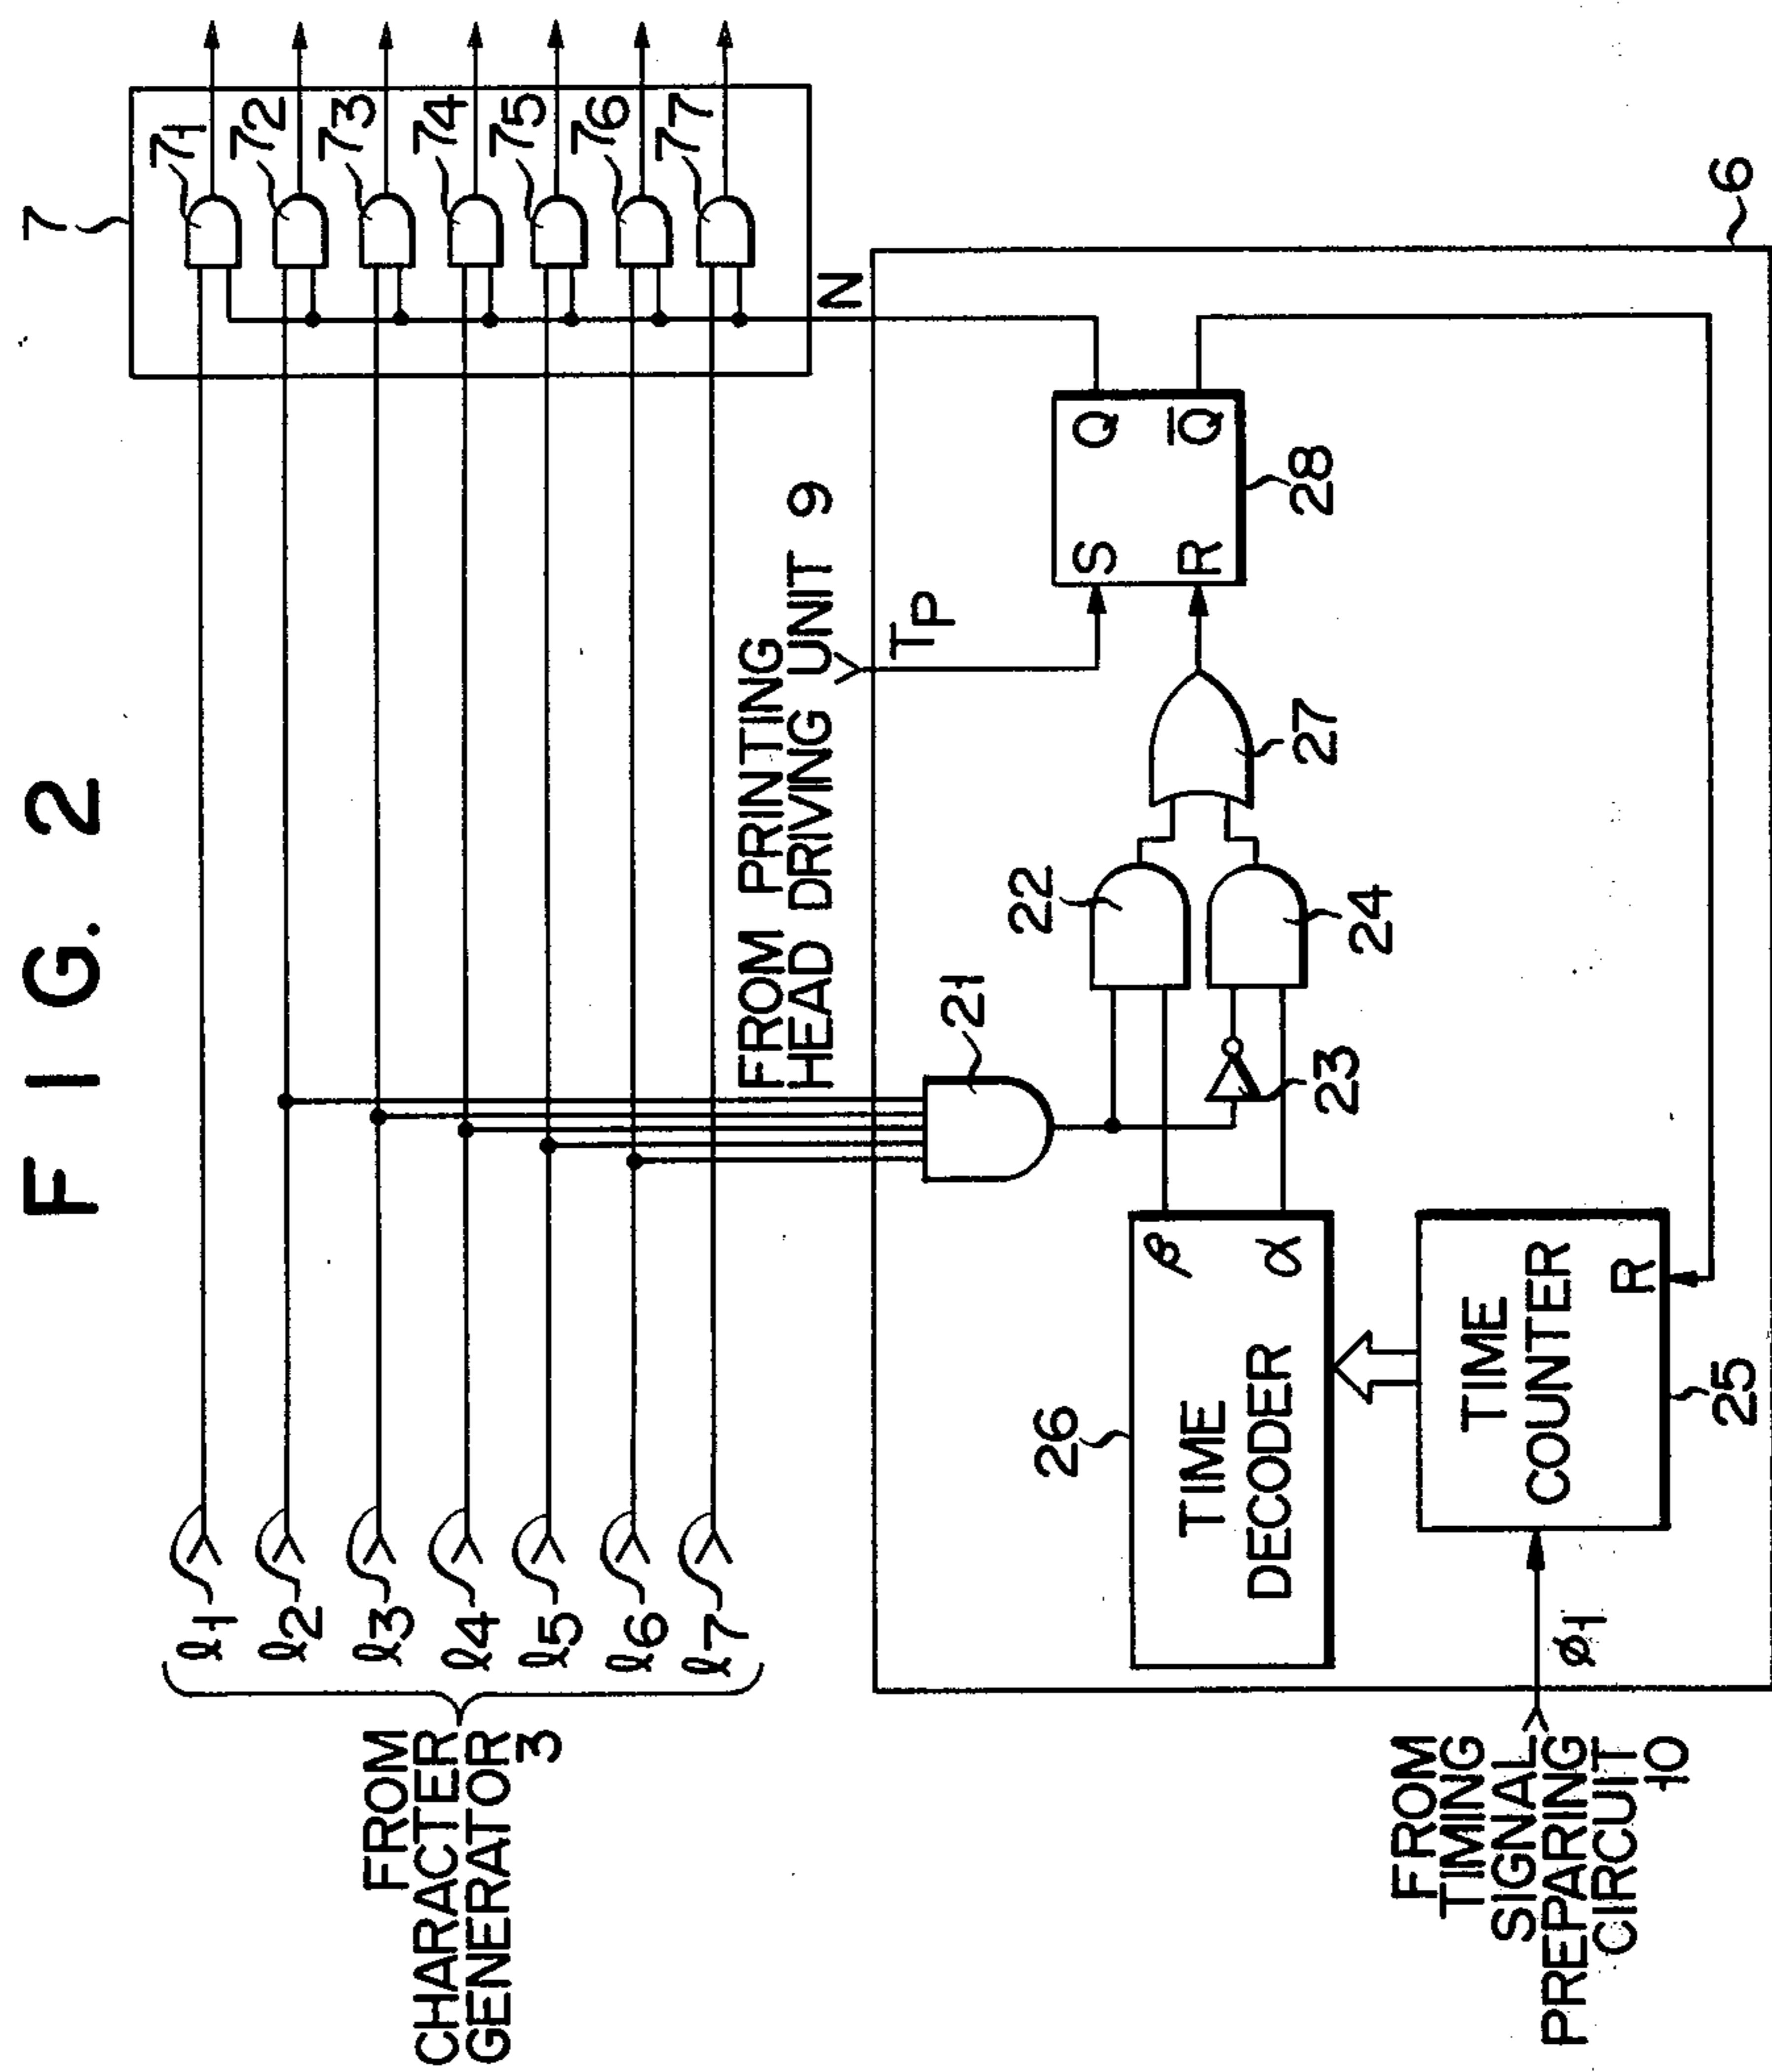 FIG. 2
7
71
72
73
74
75
76
77
ℓ1
ℓ2
ℓ3
ℓ4
ℓ5
ℓ6
ℓ7
FROM
CHARACTER
GENERATOR
3
FROM PRINTING
HEAD DRIVING UNIT 9
N
TP
6
21
22
23
24
27
S
R
Q
Q̅
28
26
TIME
DECODER
β
α
TIME
COUNTER
R
25
ø1
FROM
TIMING
SIGNAL
PREPARING
CIRCUIT
10